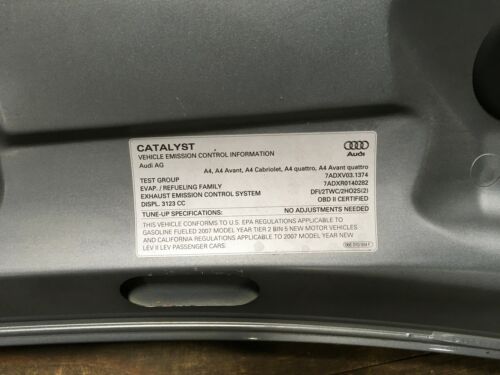 CATALYST
VEHICLE EMISSION CONTROL INFORMATION
Audi AG
Audi
A4, A4 Avant, A4 Cabriolet, A4 quattro, A4 Avant quattro
TEST GROUP 7ADXV03.1374
EVAP. / REFUELING FAMILY 7ADXR0140282
EXHAUST EMISSION CONTROL SYSTEM DFI/2TWC/2HO2S(2)
DISPL. 3123 CC OBD II CERTIFIED
TUNE-UP SPECIFICATIONS: NO ADJUSTMENTS NEEDED
THIS VEHICLE CONFORMS TO U.S. EPA REGULATIONS APPLICABLE TO
GASOLINE FUELED 2007 MODEL YEAR TIER 2 BIN 5 NEW MOTOR VEHICLES
AND CALIFORNIA REGULATIONS APPLICABLE TO 2007 MODEL YEAR NEW
LEV II LEV PASSENGER CARS.